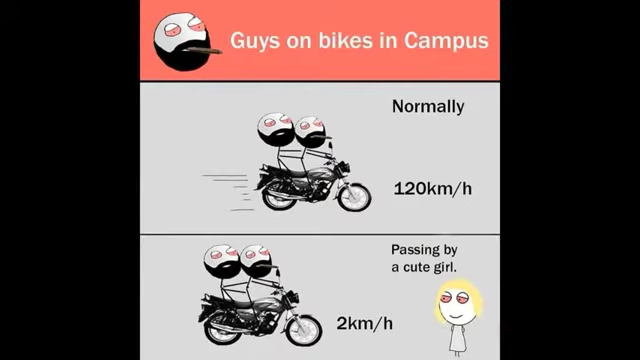 Guys on bikes in Campus
Normally
120km/h
Passing by
a cute girl.
2km/h